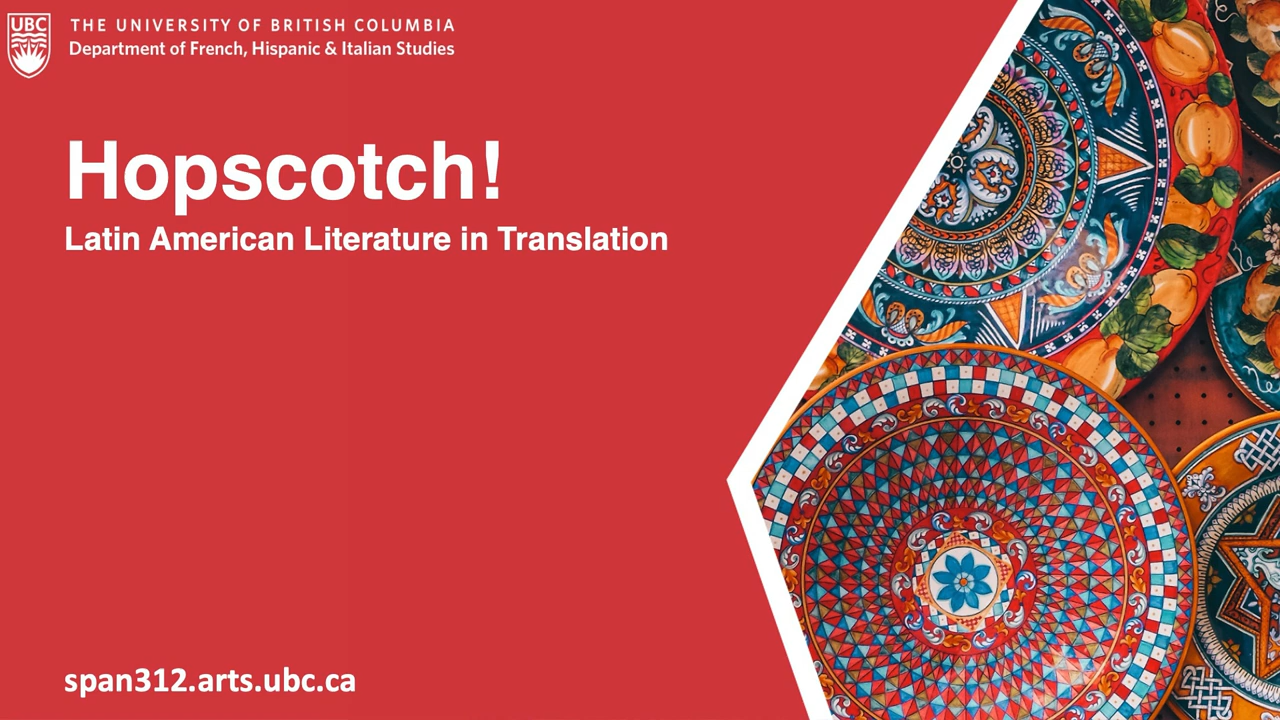 UBC
THE UNIVERSITY OF BRITISH COLUMBIA
Department of French, Hispanic & Italian Studies
Hopscotch!
Latin American Literature in Translation
span312.arts.ubc.ca